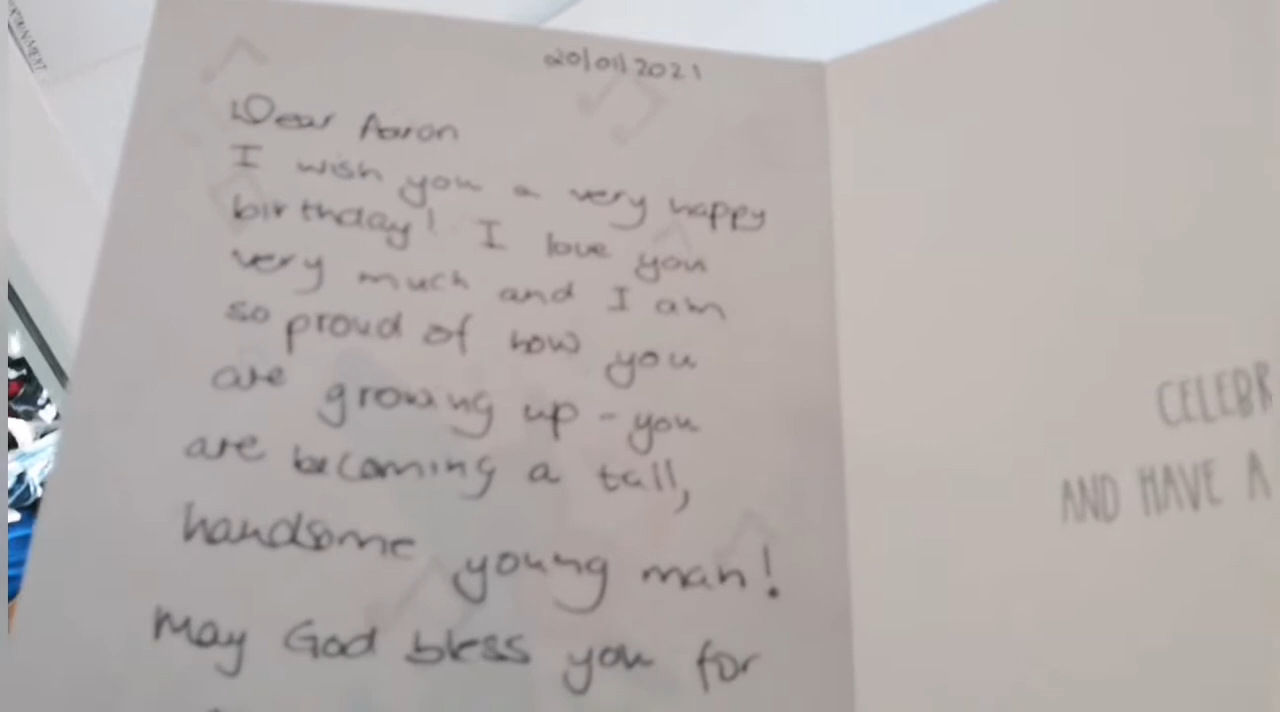 20/01/2021
Dear Aaron
I wish you a very happy
birthday! I love you
very much and I am
so proud of how you
are growing up - you
are becoming a tall,
handsome young man!
May God bless you for
CELEBR
AND HAVE A